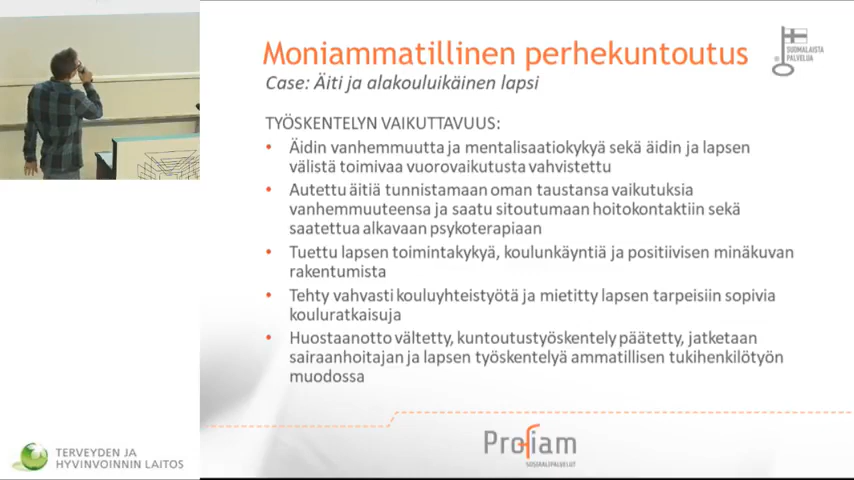 Moniammatillinen perhekuntoutus
SUOMALAISTA
PALVELUA
Case: Äiti ja alakouluikäinen lapsi
TYÖSKENTELYN VAIKUTTAVUUS:
• Äidin vanhemmuutta ja mentalisaatiokykyä sekä äidin ja lapsen
välistä toimivaa vuorovaikutusta vahvistettu
• Autettu äitiä tunnistamaan oman taustansa vaikutuksia
vanhemmuuteensa ja saatu sitoutumaan hoitokontaktiin sekä
saatettua alkavaan psykoterapiaan
• Tuettu lapsen toimintakykyä, koulunkäyntiä ja positiivisen minäkuvan
rakentumista
• Tehty vahvasti kouluyhteistyötä ja mietitty lapsen tarpeisiin sopivia
kouluratkaisuja
• Huostaanotto vältetty, kuntoutustyöskentely päätetty, jatketaan
sairaanhoitajan ja lapsen työskentelyä ammatillisen tukihenkilötyön
muodossa
Profiam
SOSIAALIPALVELUT
TERVEYDEN JA
HYVINVOINNIN LAITOS